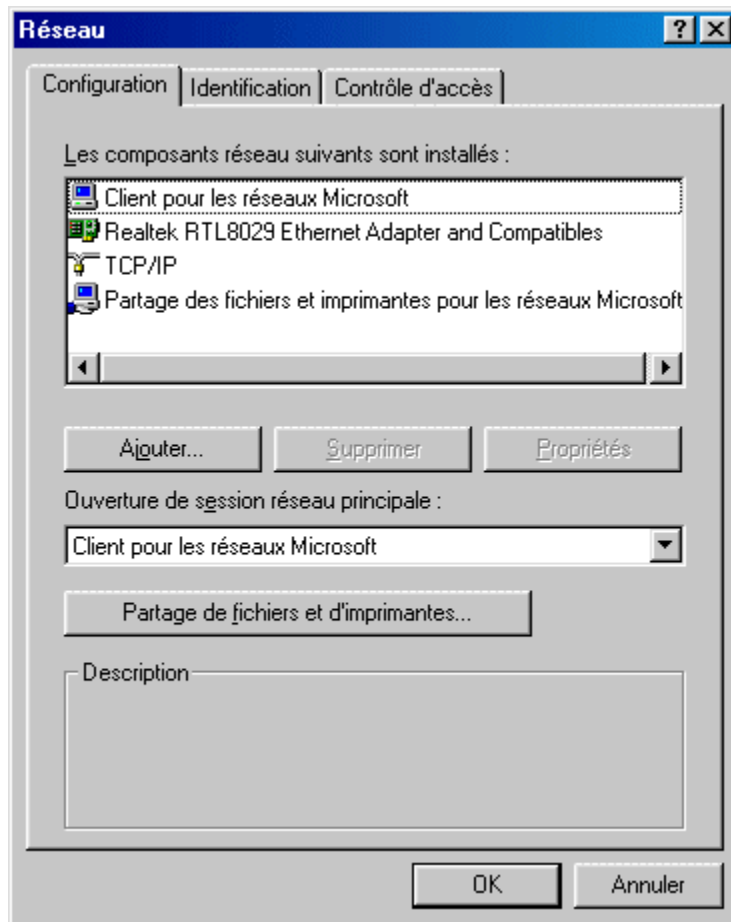 Réseau
Configuration Identification Contrôle d'accès
Les composants réseau suivants sont installés :
Client pour les réseaux Microsoft
Realtek RTL8029 Ethernet Adapter and Compatibles
TCP/IP
Partage des fichiers et imprimantes pour les réseaux Microsoft
Ajouter... Supprimer Propriétés
Ouverture de session réseau principale :
Client pour les réseaux Microsoft
Partage de fichiers et d'imprimantes...
Description
OK Annuler